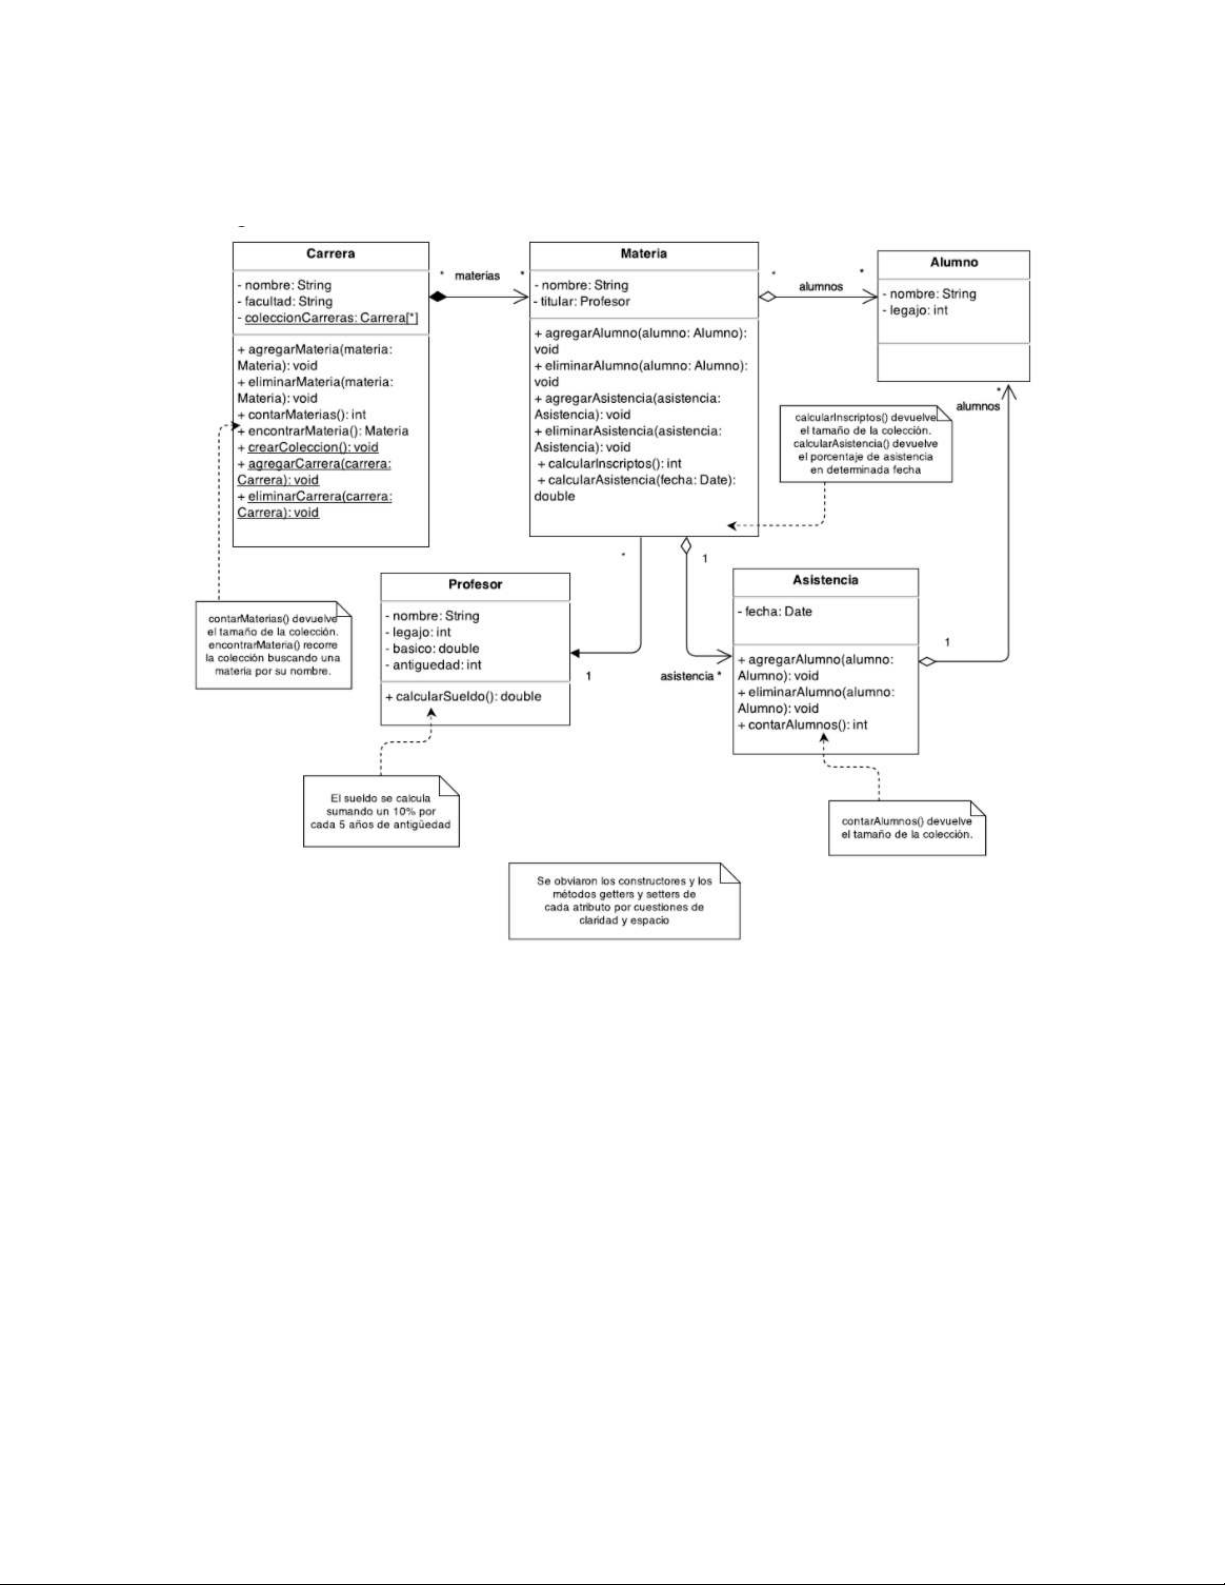 Carrera
- nombre: String
- facultad: String
- coleccionCarreras: Carrera[*]
+ agregarMateria(materia:
Materia): void
+ eliminarMateria(materia:
Materia): void
+ contarMaterias(): int
+ encontrarMateria(): Materia
+ crearColeccion(): void
+ agregarCarrera(carrera:
Carrera): void
+ eliminarCarrera(carrera:
Carrera): void
* materias *
Materia
- nombre: String
- titular: Profesor
+ agregarAlumno(alumno: Alumno):
void
+ eliminarAlumno(alumno: Alumno):
void
+ agregarAsistencia(asistencia:
Asistencia): void
+ eliminarAsistencia(asistencia:
Asistencia): void
+ calcularInscriptos(): int
+ calcularAsistencia(fecha: Date):
double
* alumnos *
Alumno
- nombre: String
- legajo: int
*
alumnos
calcularInscriptos() devuelve
el tamaño de la colección.
calcularAsistencia() devuelve
el porcentaje de asistencia
en determinada fecha
*
1
1
asistencia *
Profesor
- nombre: String
- legajo: int
- basico: double
- antiguedad: int
+ calcularSueldo(): double
Asistencia
- fecha: Date
+ agregarAlumno(alumno:
Alumno): void
+ eliminarAlumno(alumno:
Alumno): void
+ contarAlumnos(): int
1
contarMaterias() devuelve
el tamaño de la colección.
encontrarMateria() recorre
la colección buscando una
materia por su nombre.
El sueldo se calcula
sumando un 10% por
cada 5 años de antigüedad
contarAlumnos() devuelve
el tamaño de la colección.
Se obviaron los constructores y los
métodos getters y setters de
cada atributo por cuestiones de
claridad y espacio